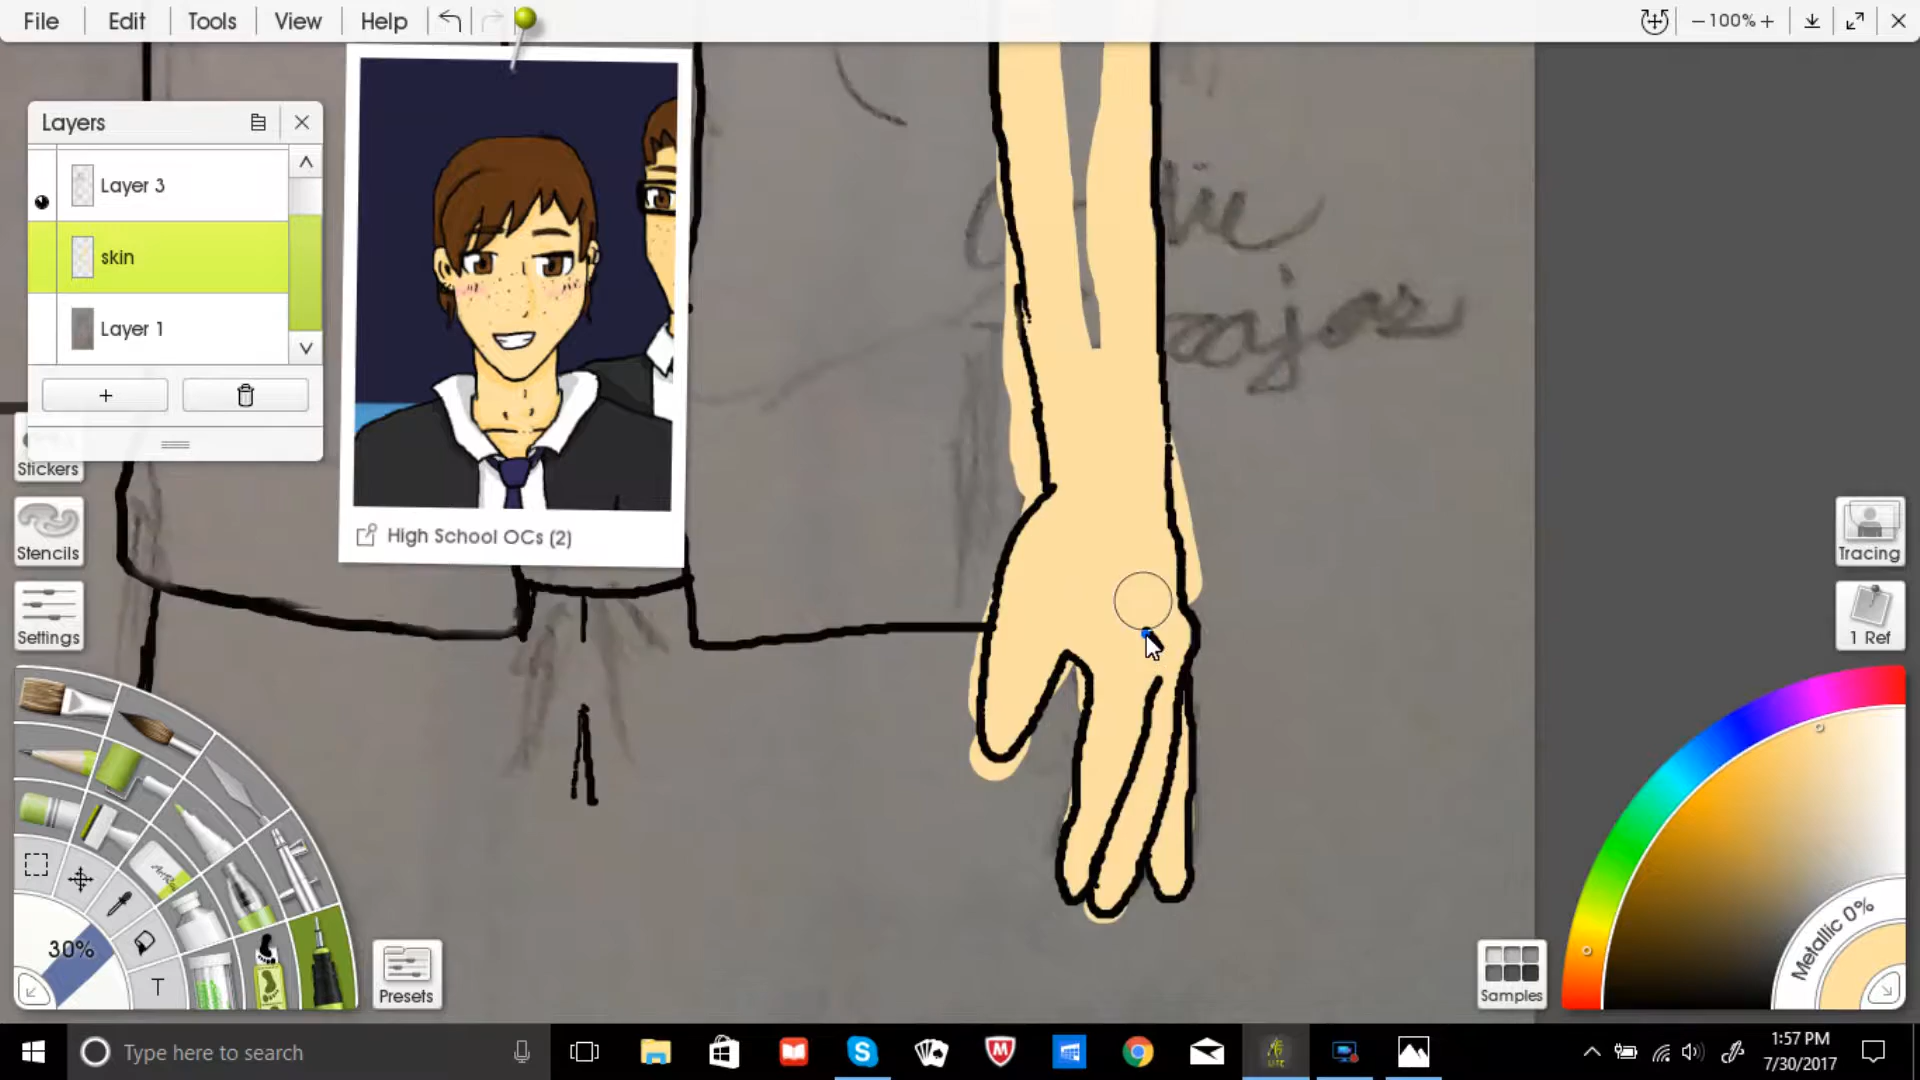 File Edit Tools View Help 100%
Layers
Layer 3
skin
Layer 1
High School OCs (2)
Stickers
Stencils
Settings
30%
T
Presets
Tracing
1 Ref
Metallic 0%
Samples
Type here to search
1:57 PM
7/30/2017